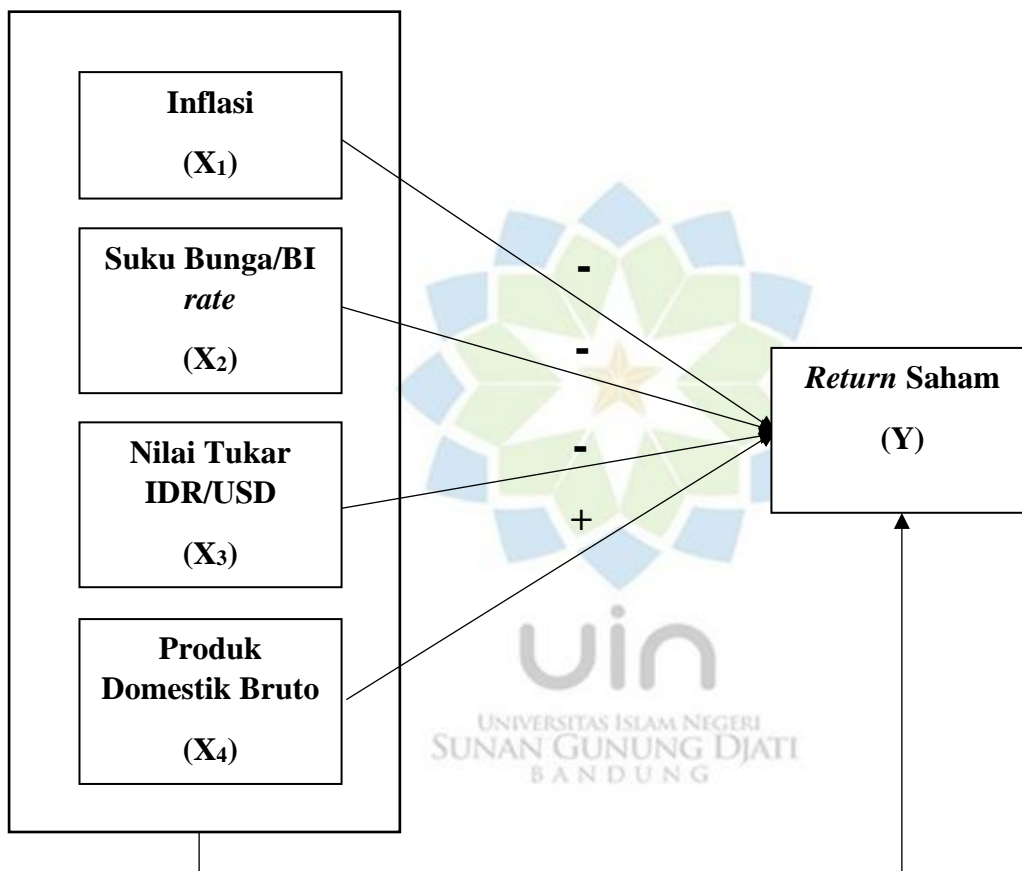 Inflasi
(X₁)
Suku Bunga/BI
rate
(X₂)
Nilai Tukar
IDR/USD
(X₃)
Produk
Domestik Bruto
(X₄)
-
-
-
+
Return Saham
(Y)
uin
UNIVERSITAS ISLAM NEGERI
SUNAN GUNUNG DJATI
BANDUNG